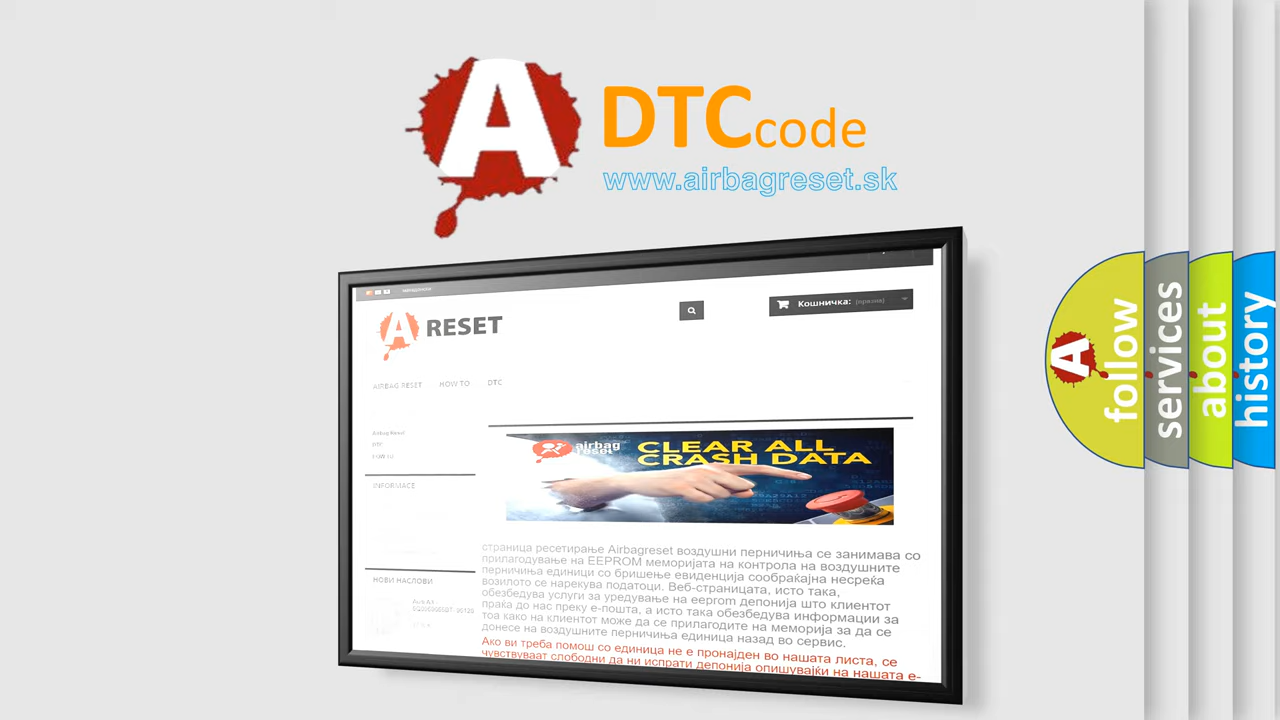 A
DTC code
www.airbagreset.sk
A RESET
Кошничка: (празна)
AIRBAG RESET HOW TO DTC
Airbag Reset
DTC
INFORMACE
airbag
reset
CLEAR ALL
CRASH DATA
страница ресетирање Airbagreset воздушни перничиња се занимава со
прилагодување на EEPROM меморијата на контрола на воздушните
перничиња единици со бришење евиденција сообраќајна несреќа
возилото се нарекува податоци. Веб-страницата, исто така,
обезбедува услуги за уредување на eeprom депонија што клиентот
праќа до нас преку е-пошта, а исто така обезбедува информации за
тоа како на клиентот може да се прилагодите на меморија за да се
донесе на воздушните перничиња единица назад во сервис.
Ако ви треба помош со единица не е пронајден во нашата листа, се
чувствуваат слободни да ни испрати депонија опишувајќи на нашата е-
НОВИ НАСЛОВИ
A
follow
services
about
history